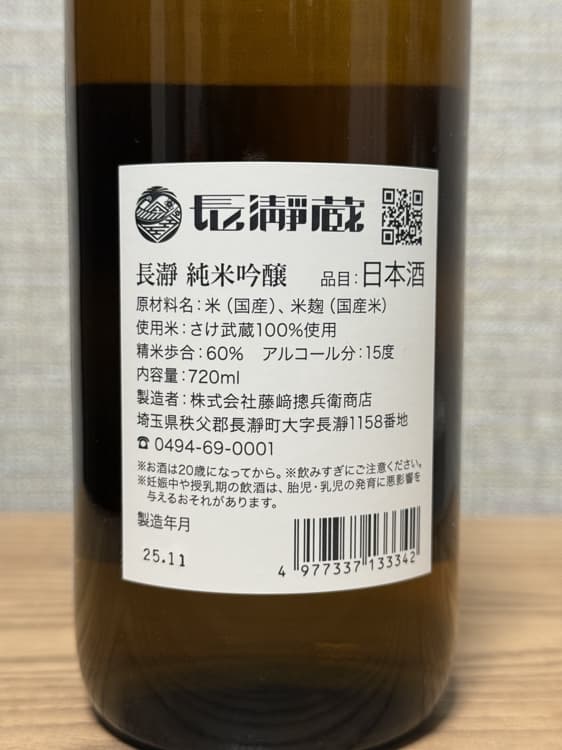 長瀞蔵
長瀞 純米吟醸 品目:日本酒
原材料名:米(国産)、米麹(国産米)
使用米:さけ武蔵100%使用
精米歩合:60% アルコール分:15度
内容量:720ml
製造者:株式会社藤﨑摠兵衛商店
埼玉県秩父郡長瀞町大字長瀞1158番地
☎0494-69-0001
※お酒は20歳になってから。※飲みすぎにご注意ください。
※妊娠中や授乳期の飲酒は、胎児・乳児の発育に悪影響を
与えるおそれがあります。
製造年月
25.11
4 977337 133342